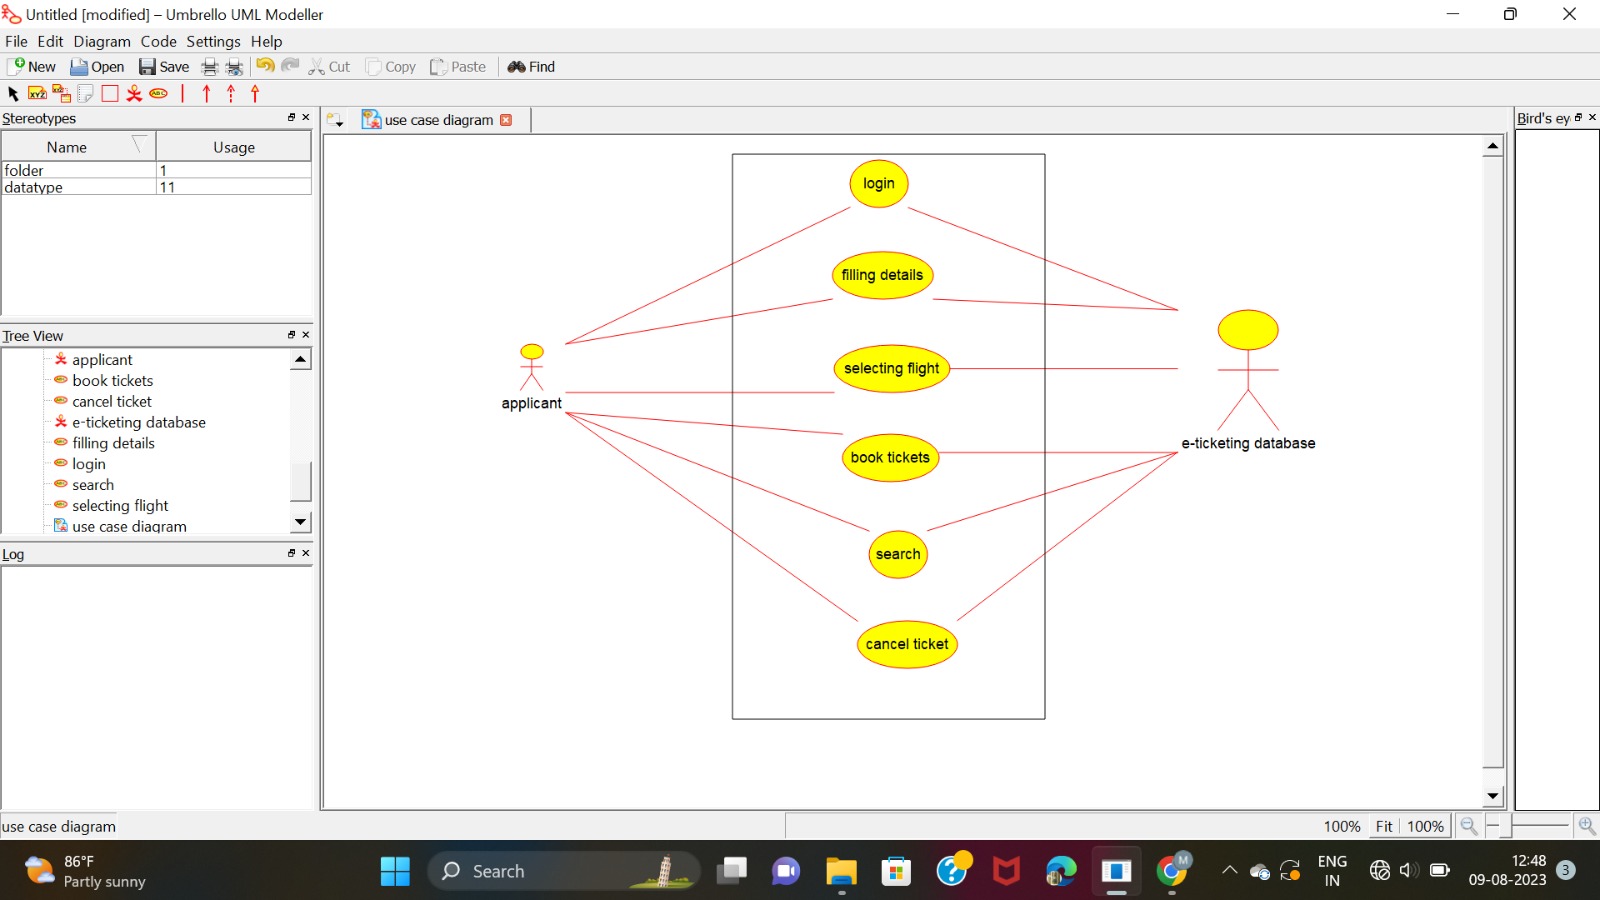 Untitled [modified] – Umbrello UML Modeller
File Edit Diagram Code Settings Help
New Open Save Cut Copy Paste Find
XYZ XYZ ABC
Stereotypes
Name Usage
folder 1
datatype 11
Tree View
applicant
book tickets
cancel ticket
e-ticketing database
filling details
login
search
selecting flight
use case diagram
Log
use case diagram
login
filling details
selecting flight
book tickets
search
cancel ticket
applicant
e-ticketing database
Bird's ey
use case diagram
100% Fit 100%
86°F
Partly sunny
Search
M
ENG
IN
12:48
09-08-2023
3